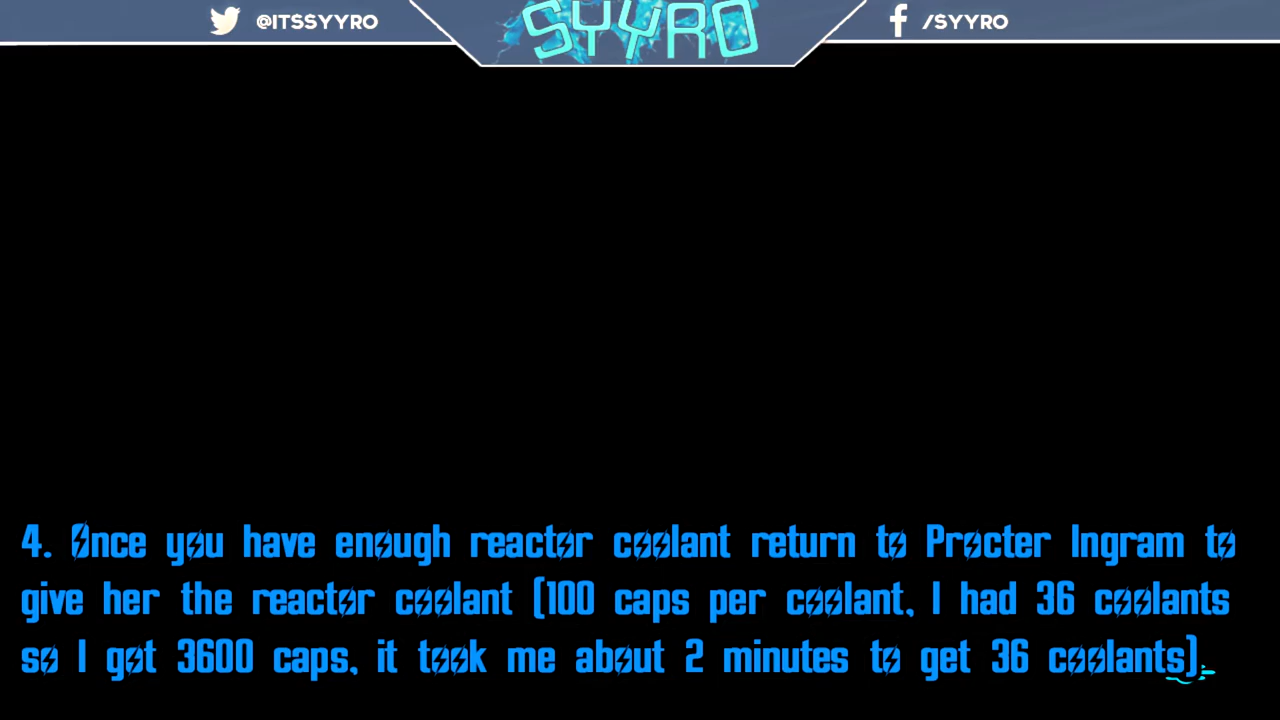 @ITSSYYRO
SYYRO
/SYYRO
4. Once you have enough reactor coolant return to Procter Ingram to
give her the reactor coolant (100 caps per coolant, I had 36 coolants
so I got 3600 caps, it took me about 2 minutes to get 36 coolants).